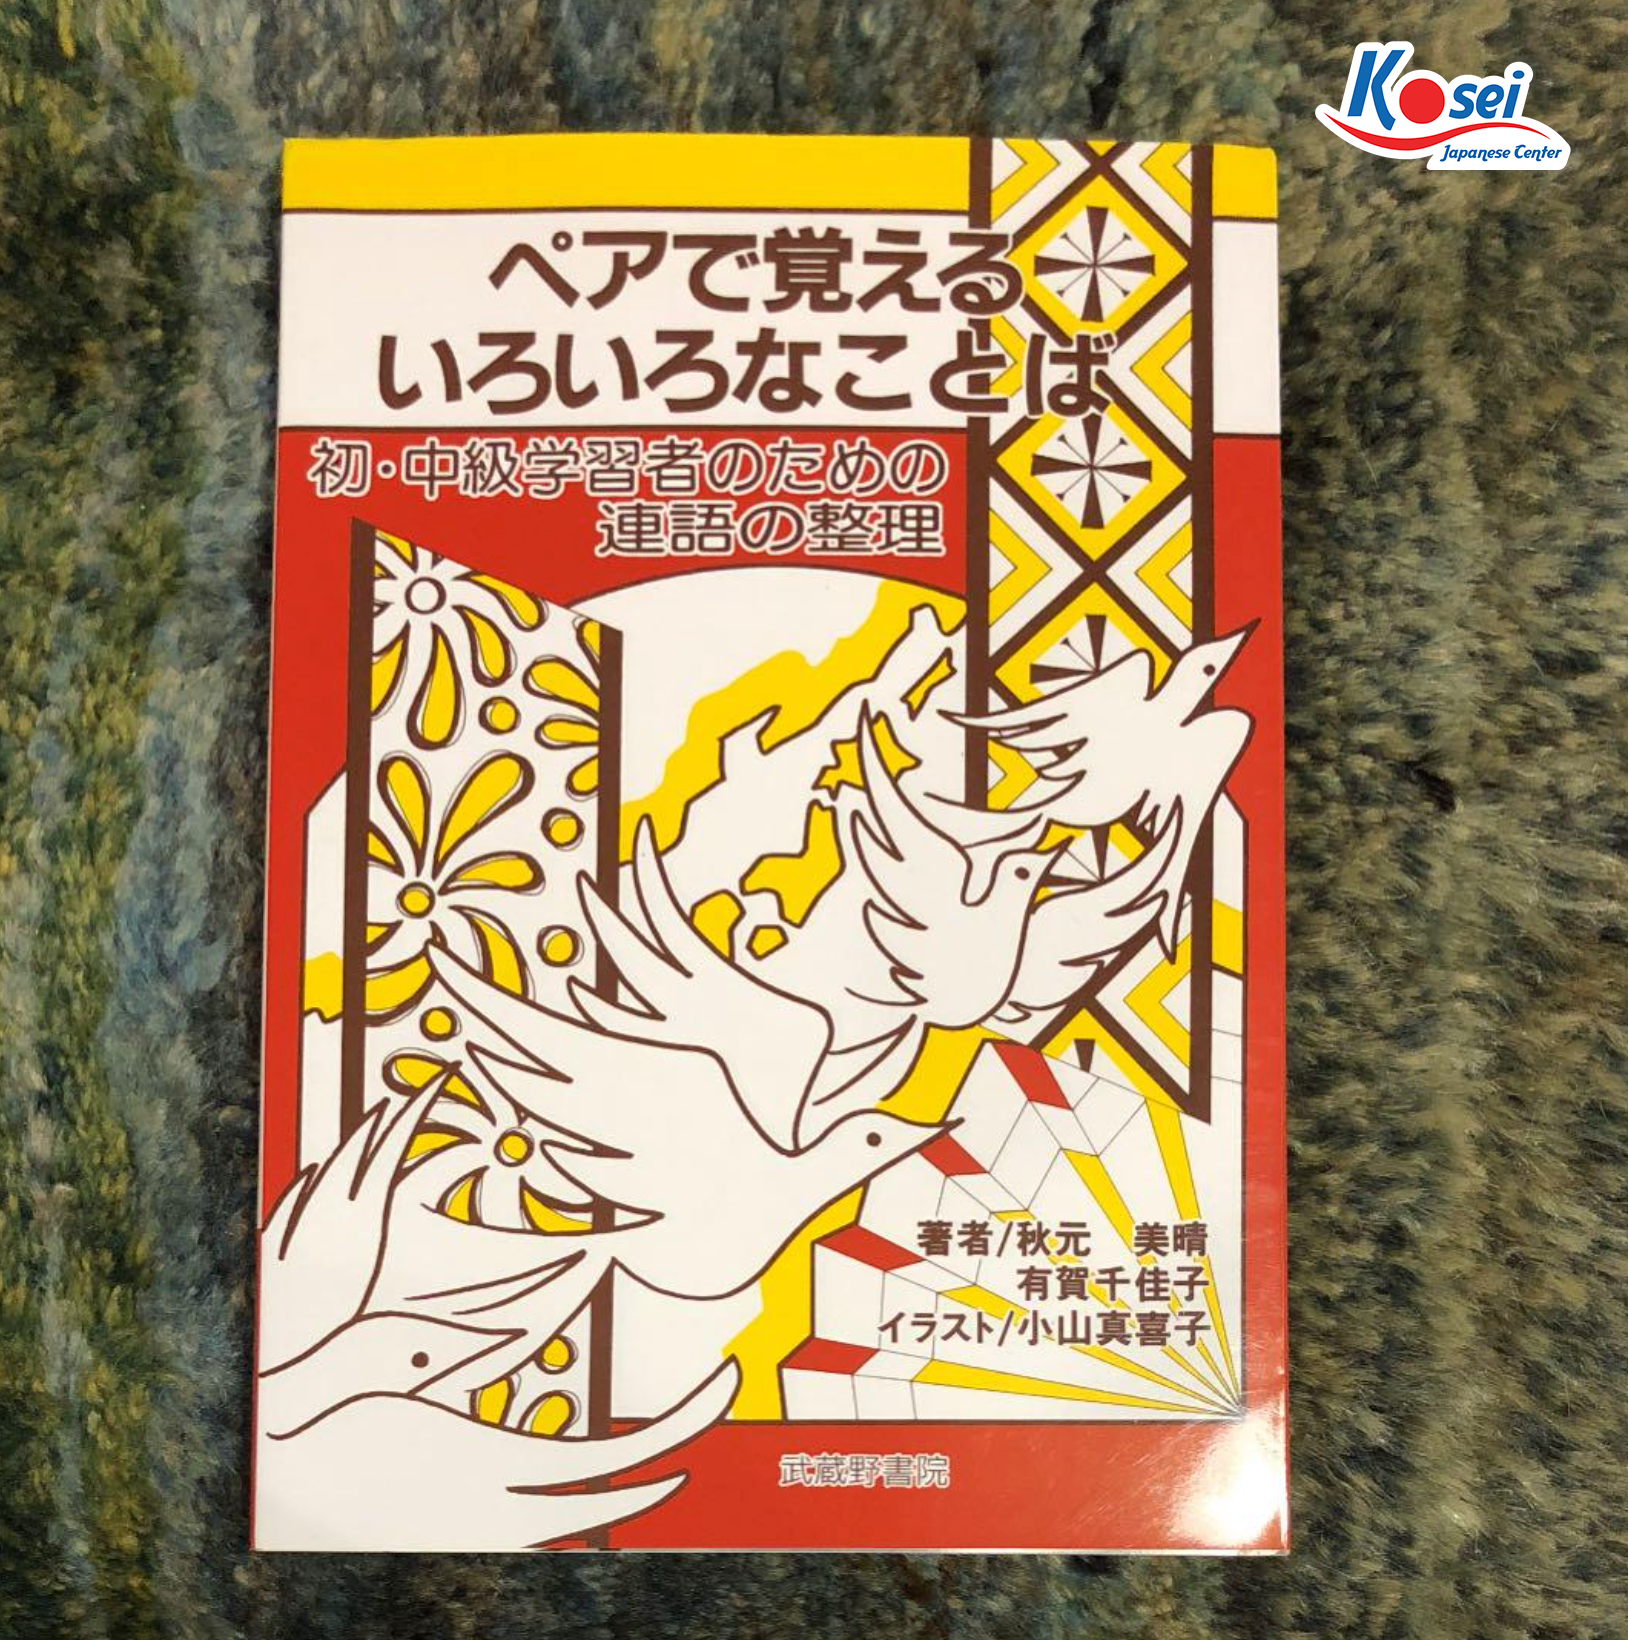 Kosei
Japanese Center
ペアで覚える
いろいろなことば
初・中級学習者のための
連語の整理
著者/秋元 美晴
有賀千佳子
イラスト/小山真喜子
武蔵野書院